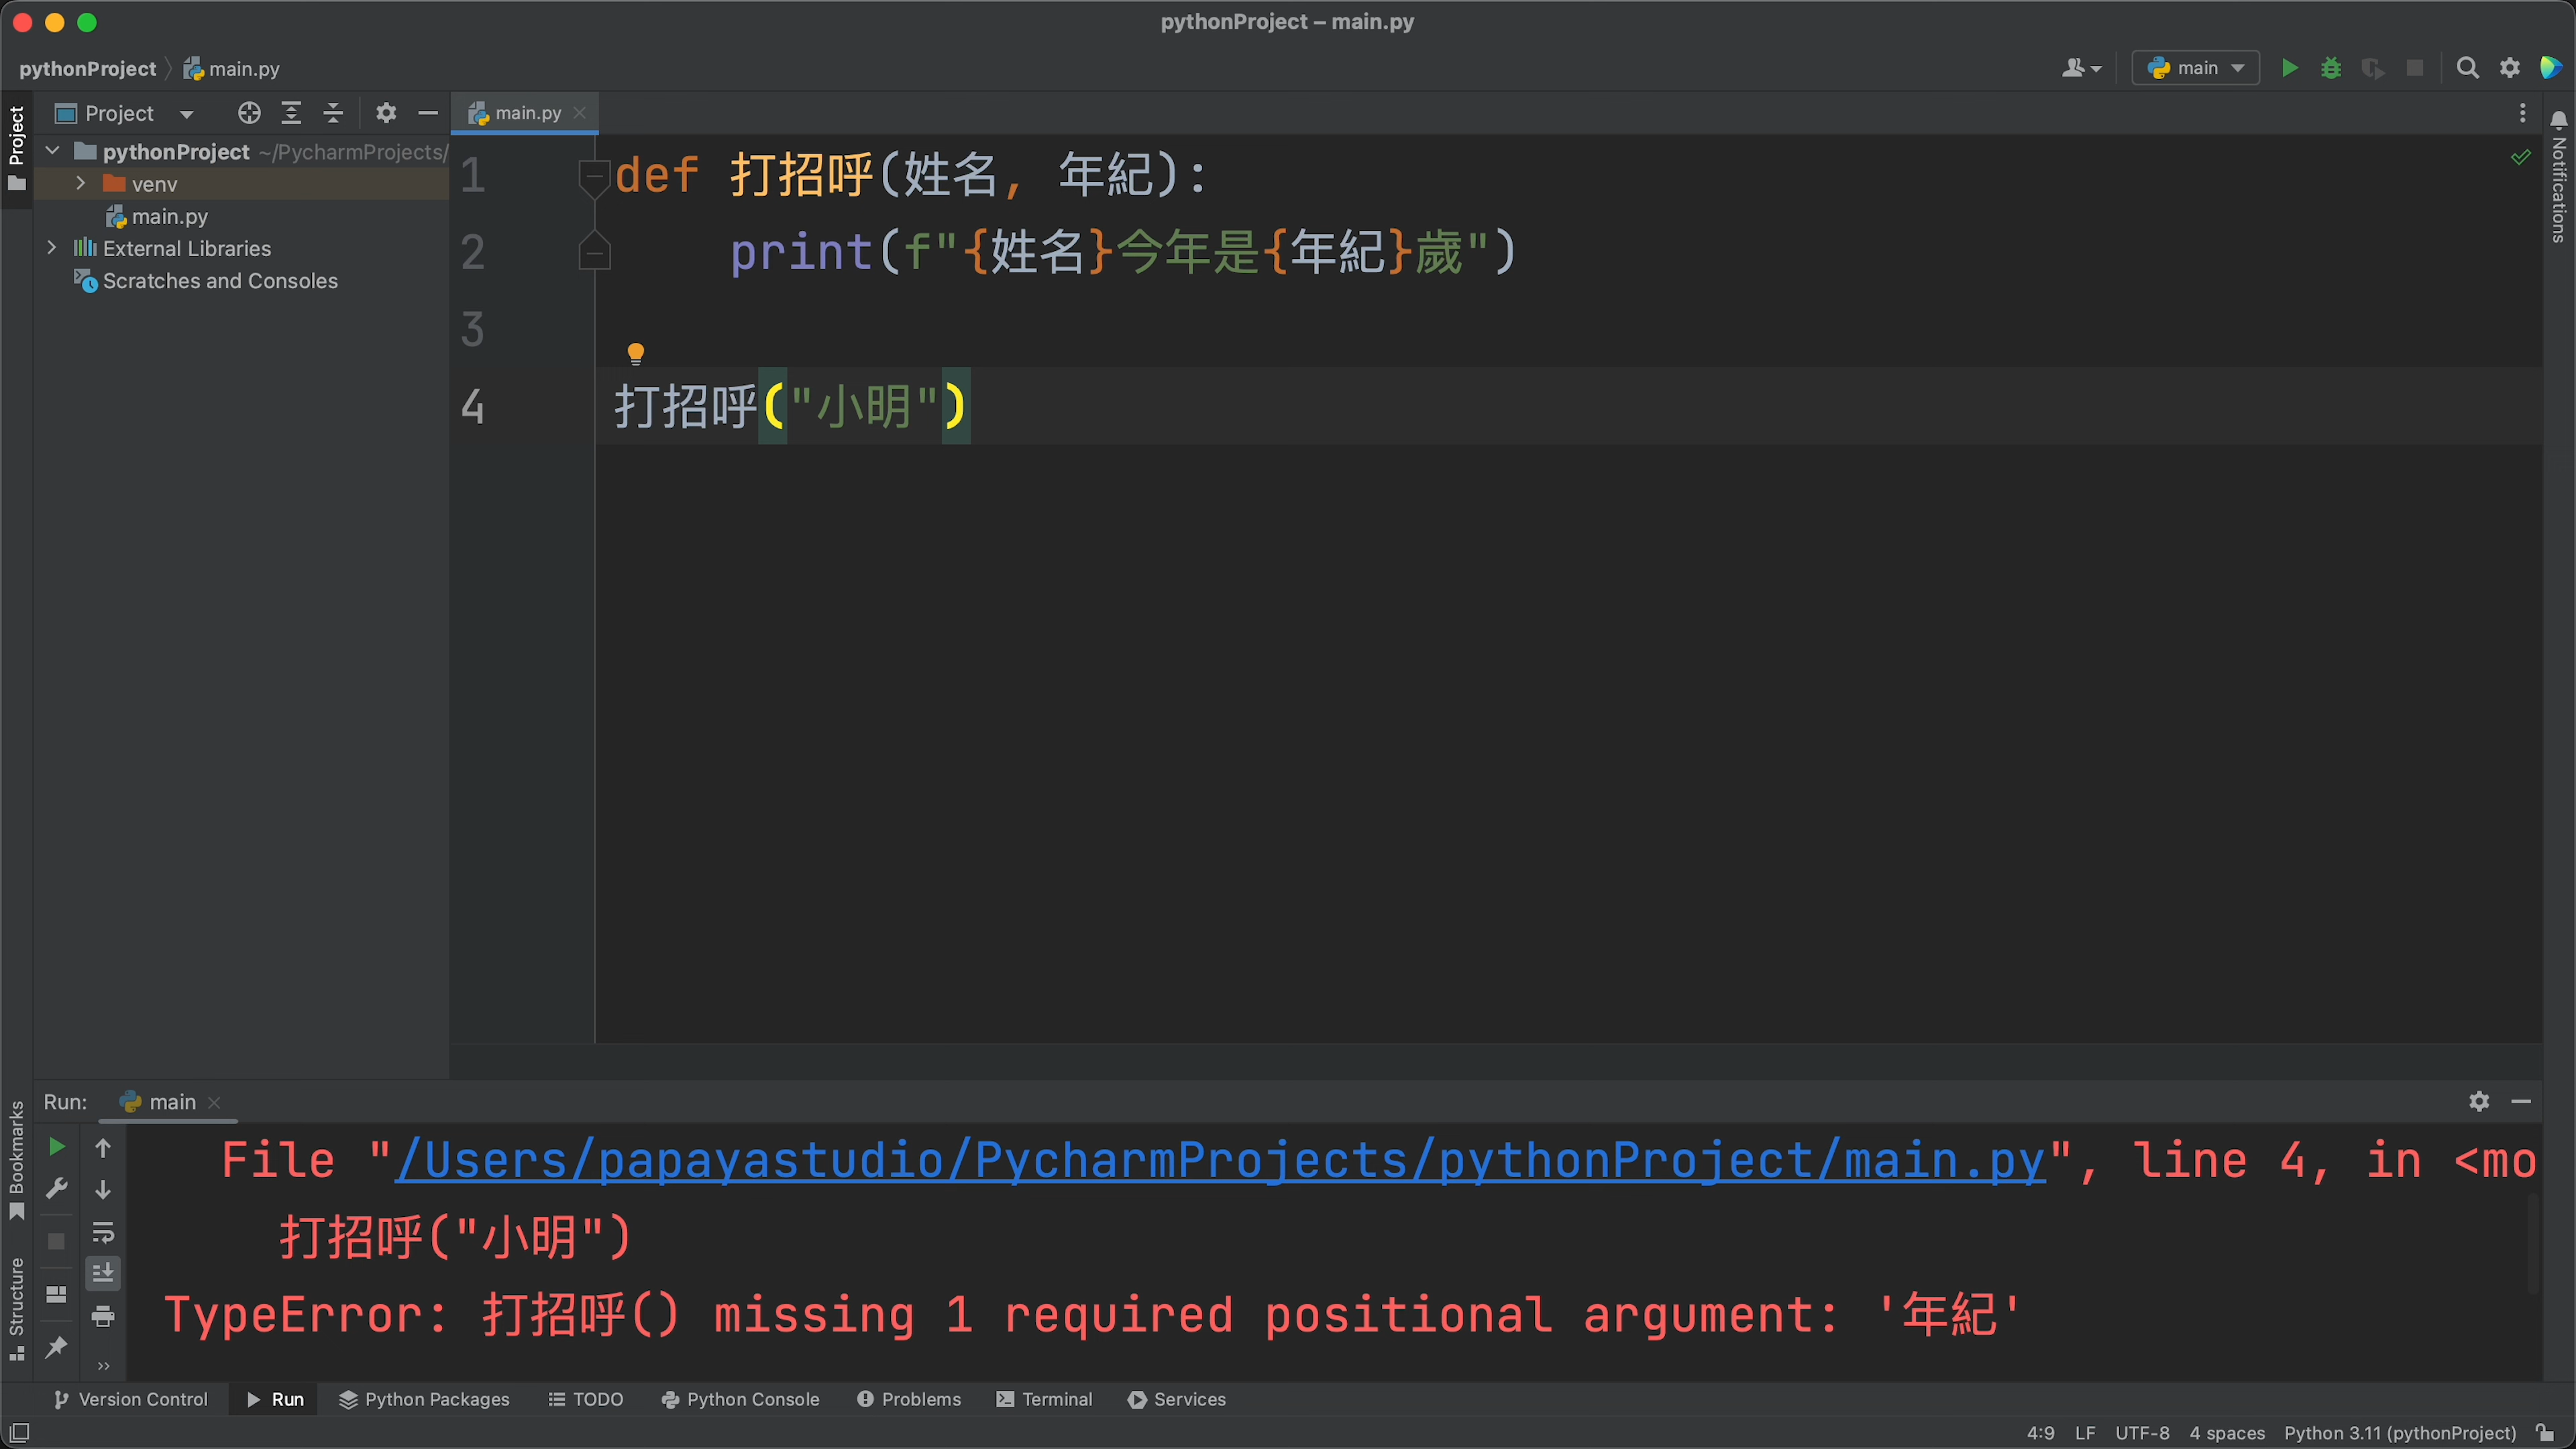 pythonProject – main.py
pythonProject main.py
main
Project
main.py
Project
pythonProject ~/PycharmProjects/
venv
main.py
External Libraries
Scratches and Consoles
1 def 打招呼(姓名, 年紀):
2     print(f"{姓名}今年是{年紀}歲")
3
4 打招呼("小明")
Notifications
Run: main
Bookmarks
Structure
File "/Users/papayastudio/PycharmProjects/pythonProject/main.py", line 4, in <mo
打招呼("小明")
TypeError: 打招呼() missing 1 required positional argument: '年紀'
Version Control Run Python Packages TODO Python Console Problems Terminal Services
4:9 LF UTF-8 4 spaces Python 3.11 (pythonProject)